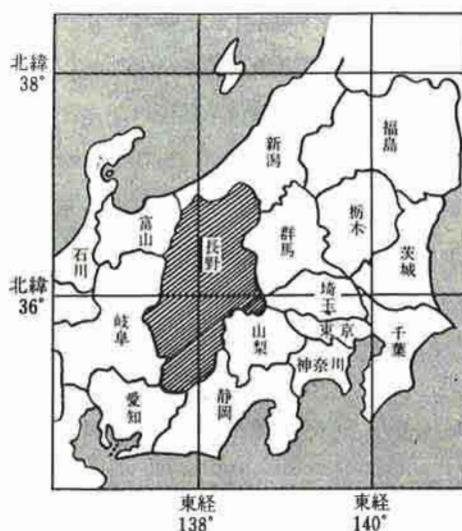 北緯
38°
新潟
福島
富山
石川
長野
群馬
栃木
茨城
北緯
36°
岐阜
埼玉
東京
山梨
千葉
神奈川
愛知
静岡
東経
138°
東経
140°